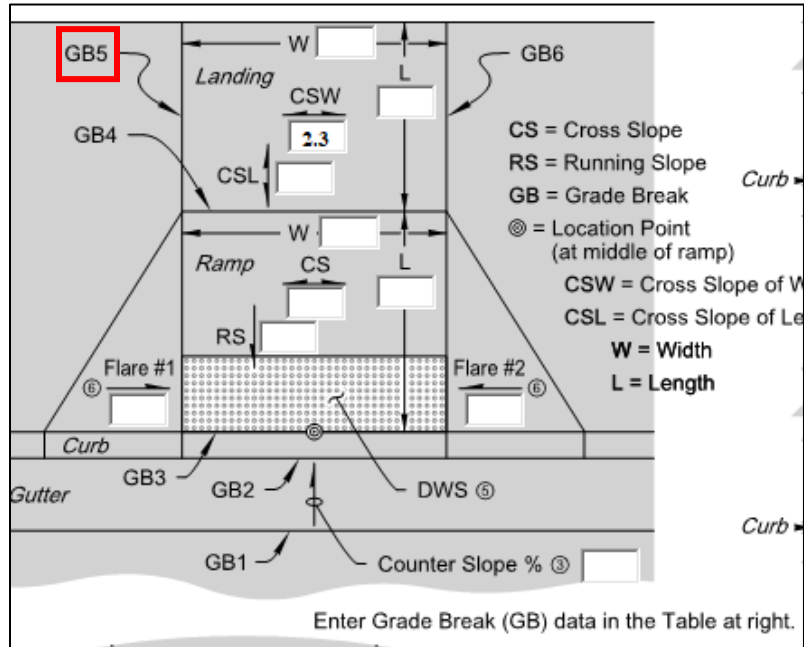 GB5
W
GB6
Landing
L
CSW
2.3
GB4
CSL
CS = Cross Slope
RS = Running Slope
GB = Grade Break
⌾ = Location Point
(at middle of ramp)
CSW = Cross Slope of W
CSL = Cross Slope of Le
W = Width
L = Length
Curb
W
Ramp
CS
L
RS
Flare #1
⑥
Flare #2
⑥
Curb
GB3
GB2
DWS ⑤
Gutter
Curb
GB1
Counter Slope % ③
Enter Grade Break (GB) data in the Table at right.